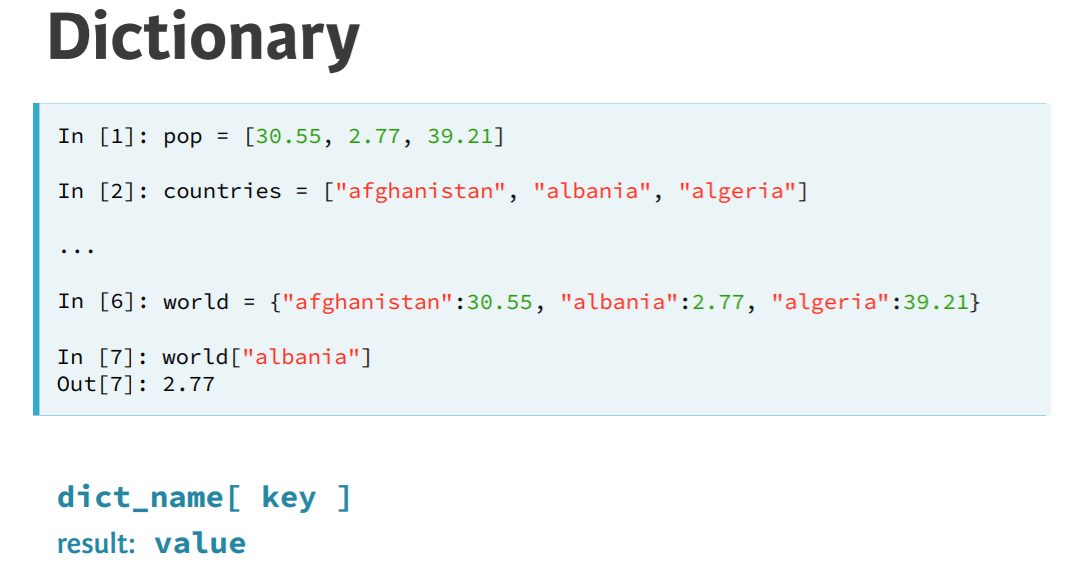 Dictionary
In [1]: pop = [30.55, 2.77, 39.21]
In [2]: countries = ["afghanistan", "albania", "algeria"]
...
In [6]: world = {"afghanistan":30.55, "albania":2.77, "algeria":39.21}
In [7]: world["albania"]
Out[7]: 2.77
dict_name[ key ]
result: value